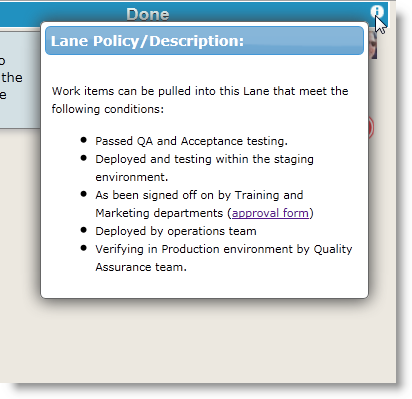 Done
Lane Policy/Description:
o
the
e
Work items can be pulled into this Lane that meet the
following conditions:
• Passed QA and Acceptance testing.
• Deployed and testing within the staging
environment.
• As been signed off on by Training and
Marketing departments (approval form)
• Deployed by operations team
• Verifying in Production environment by Quality
Assurance team.